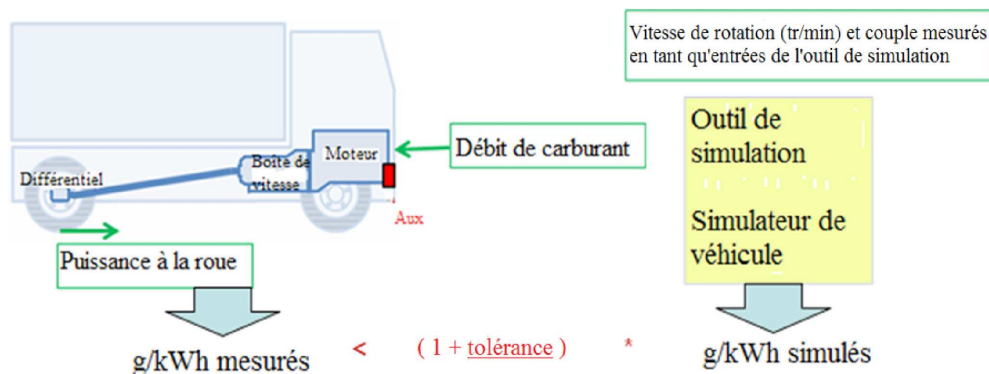 Vitesse de rotation (tr/min) et couple mesurés
en tant qu'entrées de l'outil de simulation
Outil de
simulation
Simulateur de
véhicule
Moteur
Boîte de
vitesse
Différentiel
Débit de carburant
Aux
Puissance à la roue
g/kWh mesurés < ( 1 + tolérance ) * g/kWh simulés